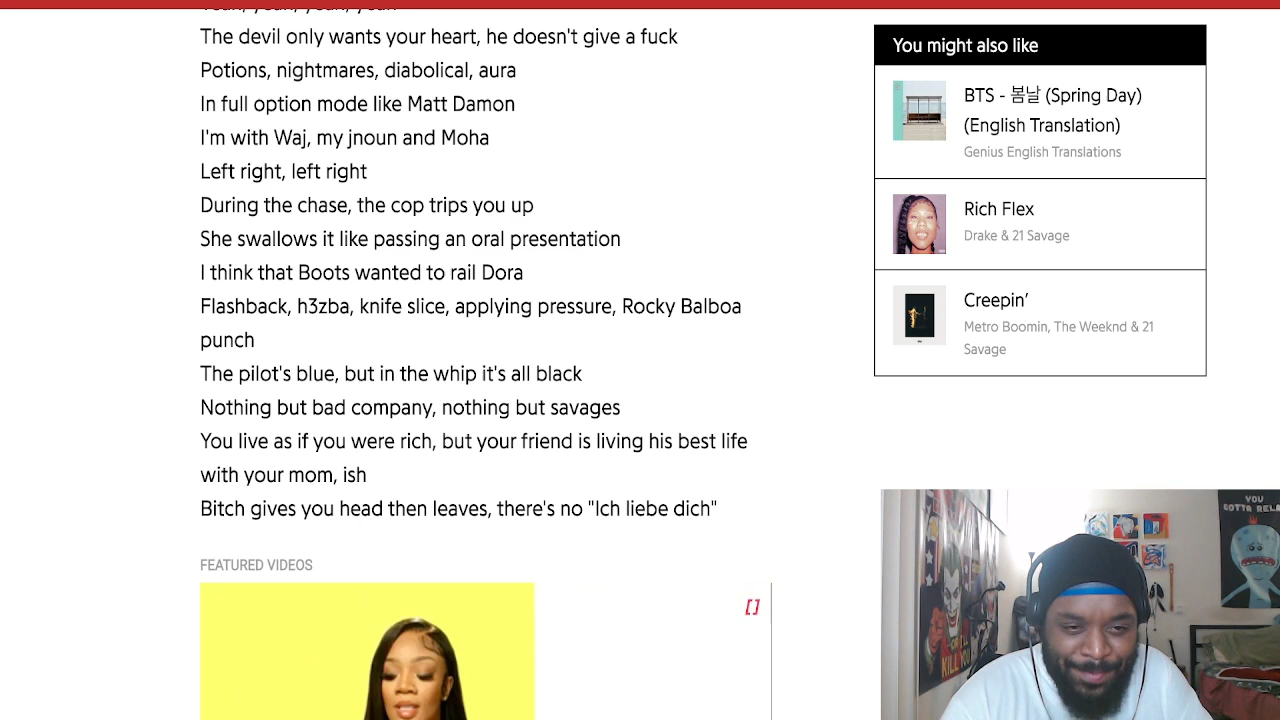 The devil only wants your heart, he doesn't give a fuck
Potions, nightmares, diabolical, aura
In full option mode like Matt Damon
I'm with Waj, my jnoun and Moha
Left right, left right
During the chase, the cop trips you up
She swallows it like passing an oral presentation
I think that Boots wanted to rail Dora
Flashback, h3zba, knife slice, applying pressure, Rocky Balboa
punch
The pilot's blue, but in the whip it's all black
Nothing but bad company, nothing but savages
You live as if you were rich, but your friend is living his best life
with your mom, ish
Bitch gives you head then leaves, there's no "Ich liebe dich"
FEATURED VIDEOS
[]
You might also like
BTS - 봄날 (Spring Day)
(English Translation)
Genius English Translations
Rich Flex
Drake & 21 Savage
Creepin'
Metro Boomin, The Weeknd & 21
Savage
YOU
GOTTA RELA
KILL YOU